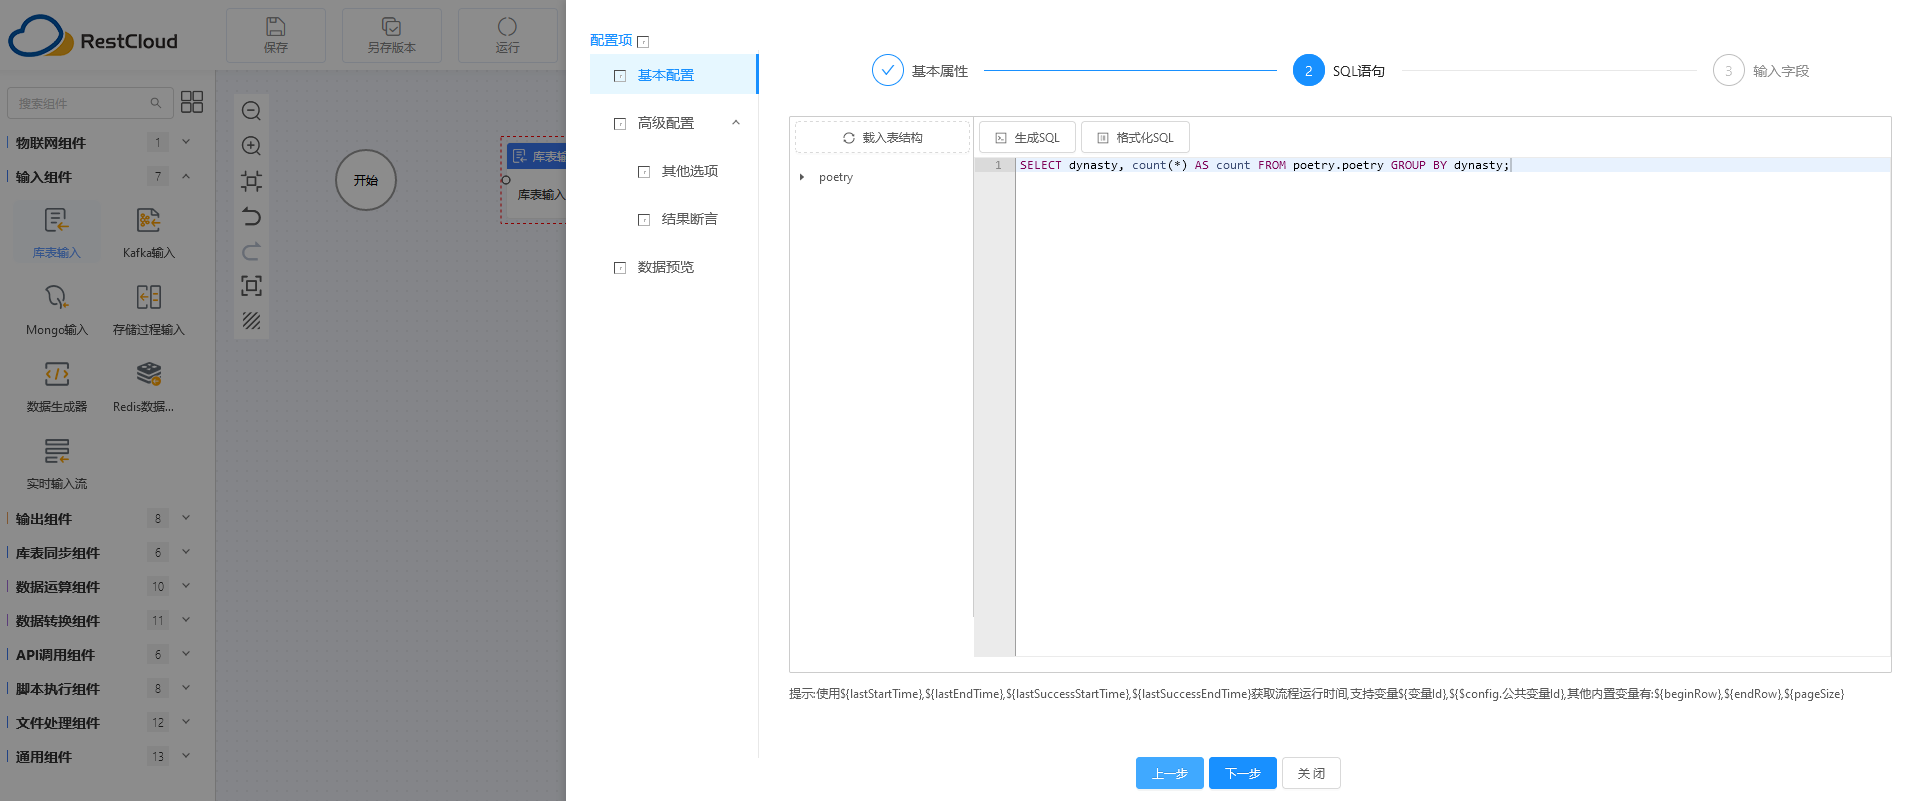 RestCloud
保存
另存版本
运行
搜索组件
物联网组件 1
输入组件 7
库表输入
Kafka输入
Mongo输入
存储过程输入
数据生成器
Redis数据...
实时输入流
输出组件 8
库表同步组件 6
数据运算组件 10
数据转换组件 11
API调用组件 6
脚本执行组件 8
文件处理组件 12
通用组件 13
开始
库表输
库表输入
配置项
基本配置
高级配置
其他选项
结果断言
数据预览
基本属性
2 SQL语句
3 输入字段
载入表结构
生成SQL
格式化SQL
poetry
1 SELECT dynasty, count(*) AS count FROM poetry.poetry GROUP BY dynasty;
提示:使用${lastStartTime},${lastEndTime},${lastSuccessStartTime},${lastSuccessEndTime}获取流程运行时间,支持变量${变量Id},${$config.公共变量Id},其他内置变量有:${beginRow},${endRow},${pageSize}
上一步
下一步
关 闭